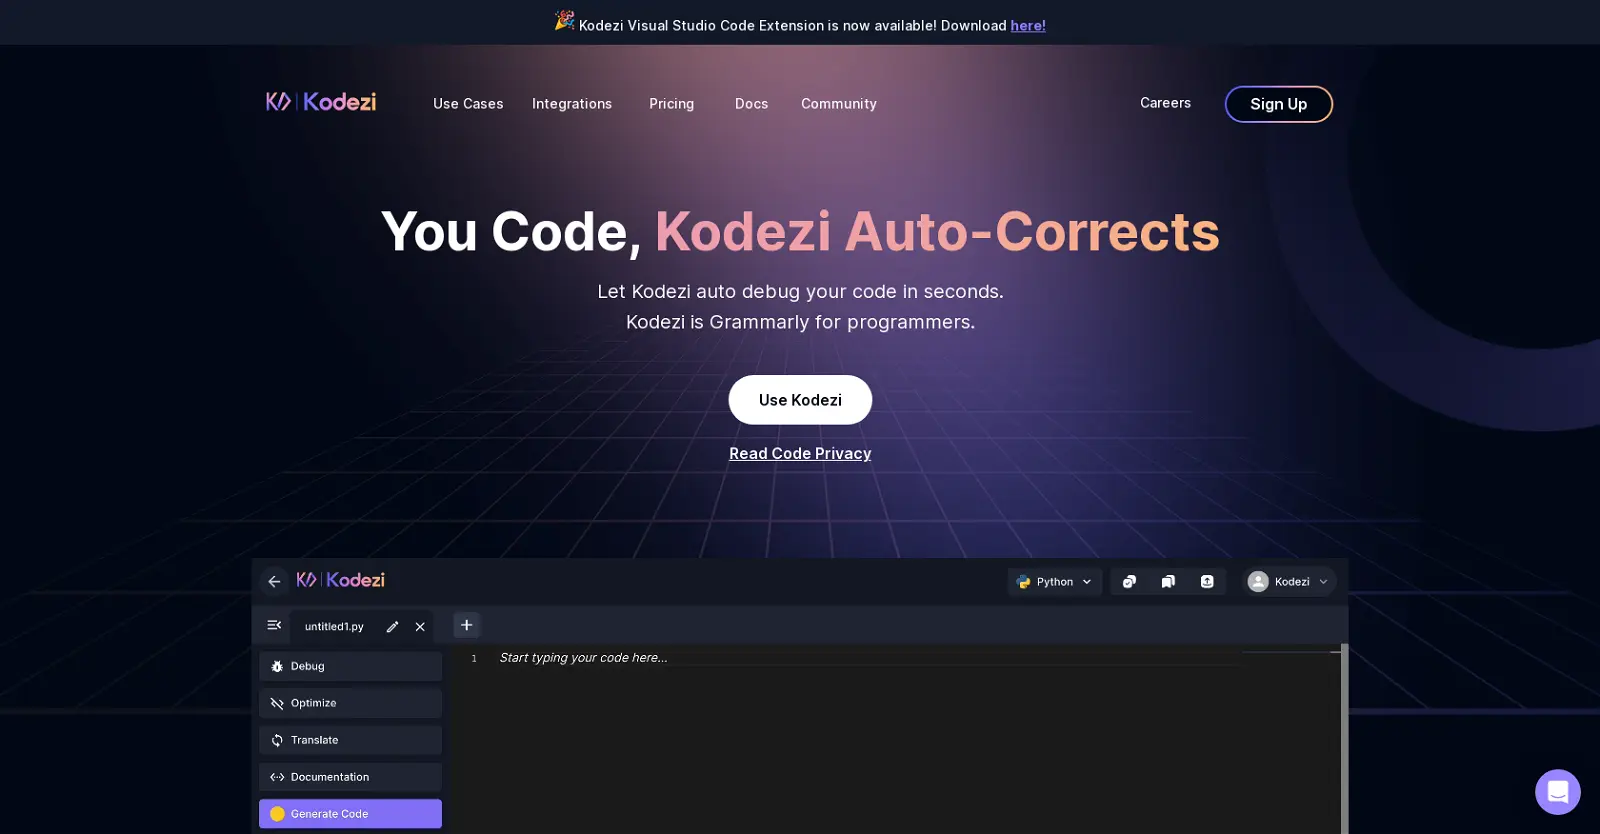 Kodezi Visual Studio Code Extension is now available! Download here!
Kodezi
Use Cases
Integrations
Pricing
Docs
Community
Careers
Sign Up
You Code, Kodezi Auto-Corrects
Let Kodezi auto debug your code in seconds.
Kodezi is Grammarly for programmers.
Use Kodezi
Read Code Privacy
Kodezi
Python
Kodezi
untitled1.py
1
Start typing your code here...
Debug
Optimize
Translate
Documentation
Generate Code